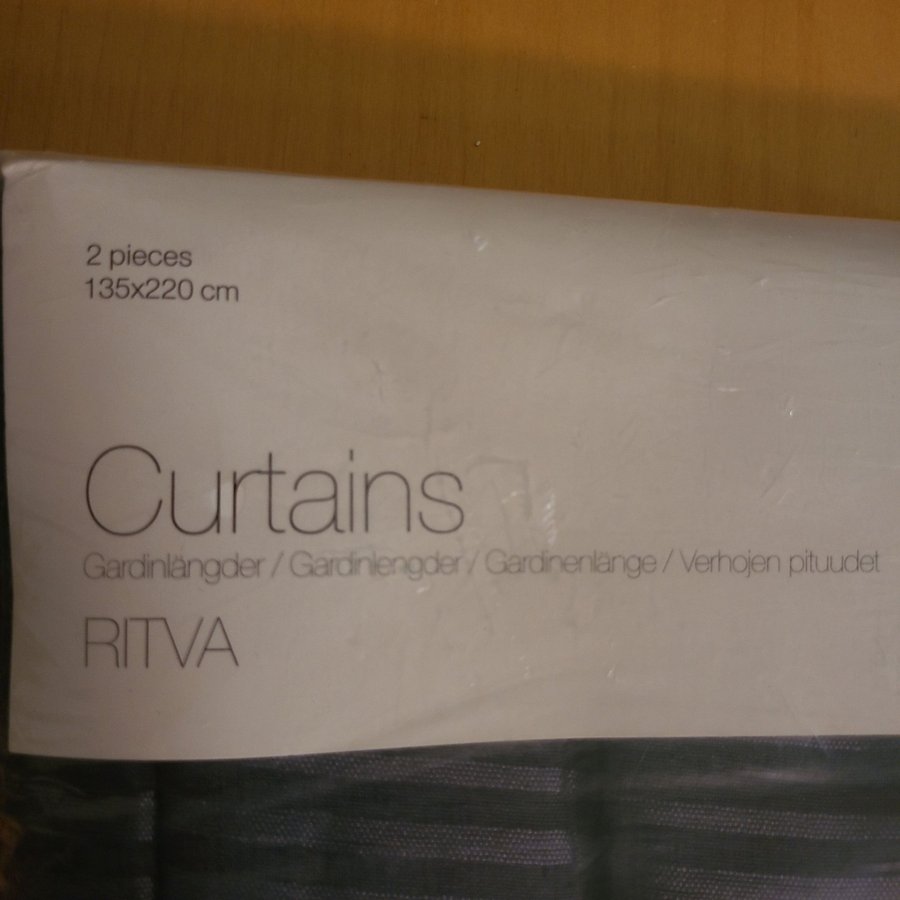 2 pieces
135x220 cm
Curtains
Gardinlängder / Gardinlengder / Gardinenlänge / Verhojen pituudet
RITVA